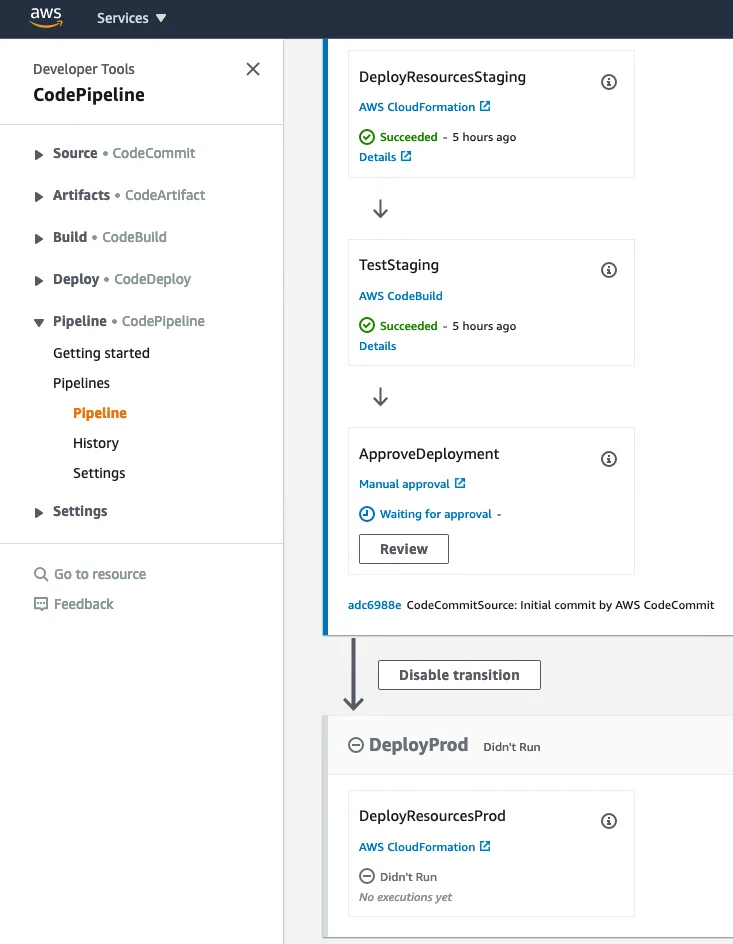 aws
Services
Developer Tools
CodePipeline
Source • CodeCommit
Artifacts • CodeArtifact
Build • CodeBuild
Deploy • CodeDeploy
Pipeline • CodePipeline
Getting started
Pipelines
Pipeline
History
Settings
Settings
Go to resource
Feedback
DeployResourcesStaging
AWS CloudFormation
Succeeded - 5 hours ago
Details
TestStaging
AWS CodeBuild
Succeeded - 5 hours ago
Details
ApproveDeployment
Manual approval
Waiting for approval -
Review
adc6988e CodeCommitSource: Initial commit by AWS CodeCommit
Disable transition
DeployProd Didn't Run
DeployResourcesProd
AWS CloudFormation
Didn't Run
No executions yet